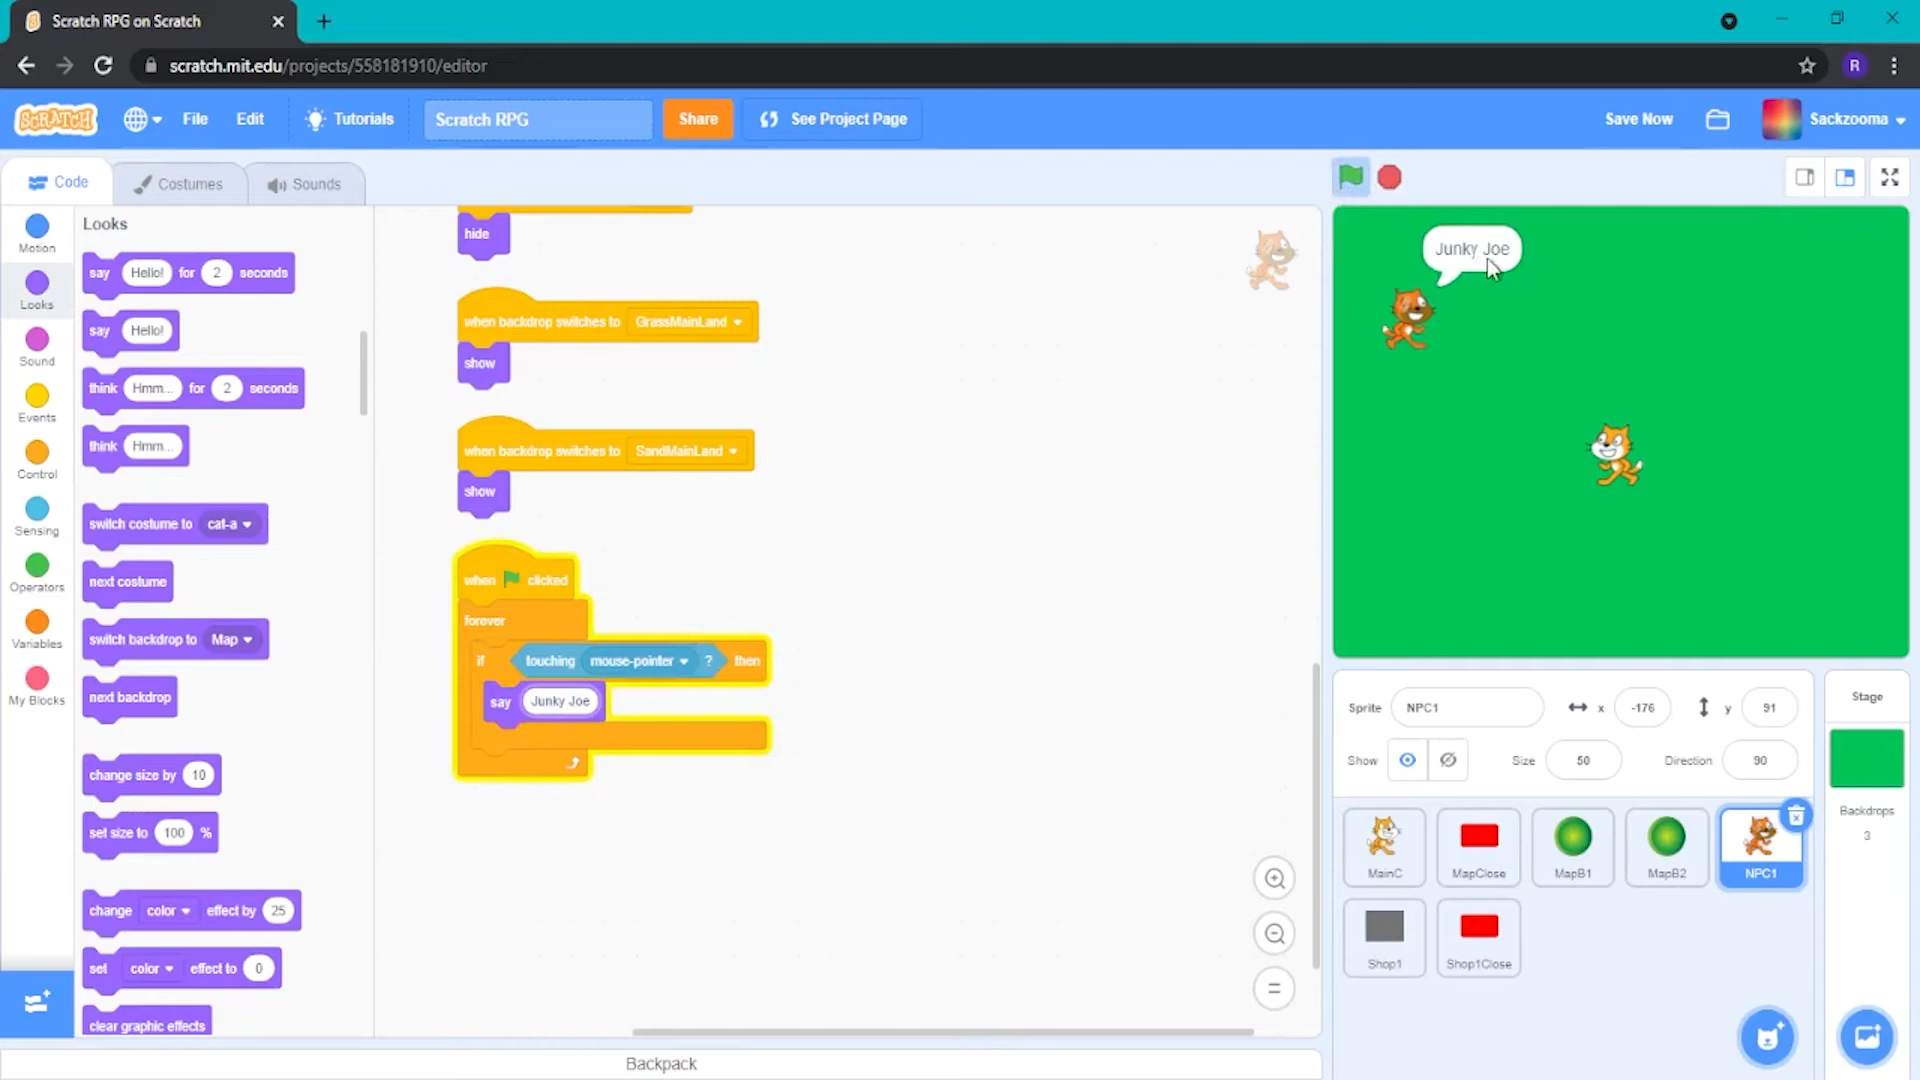 Scratch RPG on Scratch
scratch.mit.edu/projects/558181910/editor
R
SCRATCH
File
Edit
Tutorials
Scratch RPG
Share
See Project Page
Save Now
Sackzooma
Code
Costumes
Sounds
Motion
Looks
Sound
Events
Control
Sensing
Operators
Variables
My Blocks
Looks
say Hello! for 2 seconds
say Hello!
think Hmm... for 2 seconds
think Hmm...
switch costume to cat-a
next costume
switch backdrop to Map
next backdrop
change size by 10
set size to 100 %
change color effect by 25
set color effect to 0
clear graphic effects
hide
when backdrop switches to GrassMainLand
show
when backdrop switches to SandMainLand
show
when clicked
forever
if touching mouse-pointer ? then
say Junky Joe
Junky Joe
Sprite NPC1 x -176 y 91
Show Size 50 Direction 90
Stage
Backdrops
3
MainC
MapClose
MapB1
MapB2
NPC1
Shop1
Shop1Close
Backpack